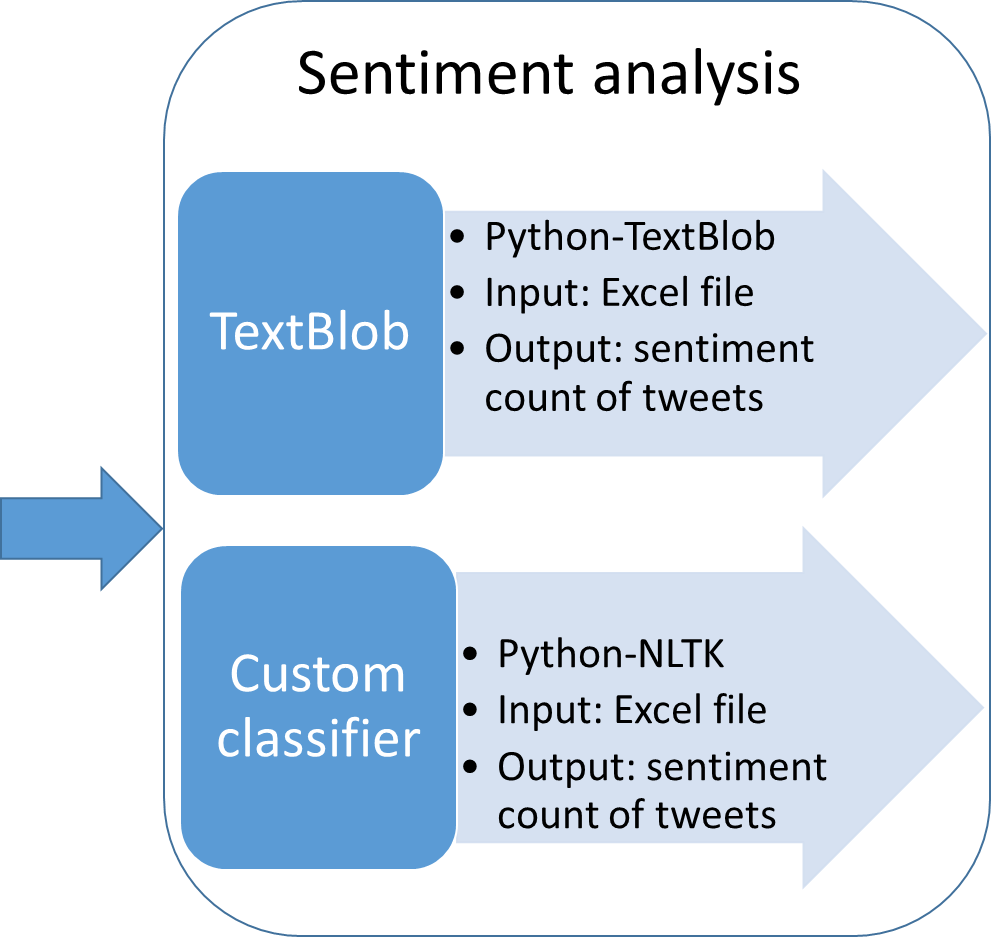 Sentiment analysis
TextBlob
• Python-TextBlob
• Input: Excel file
• Output: sentiment
count of tweets
Custom
classifier
• Python-NLTK
• Input: Excel file
• Output: sentiment
count of tweets